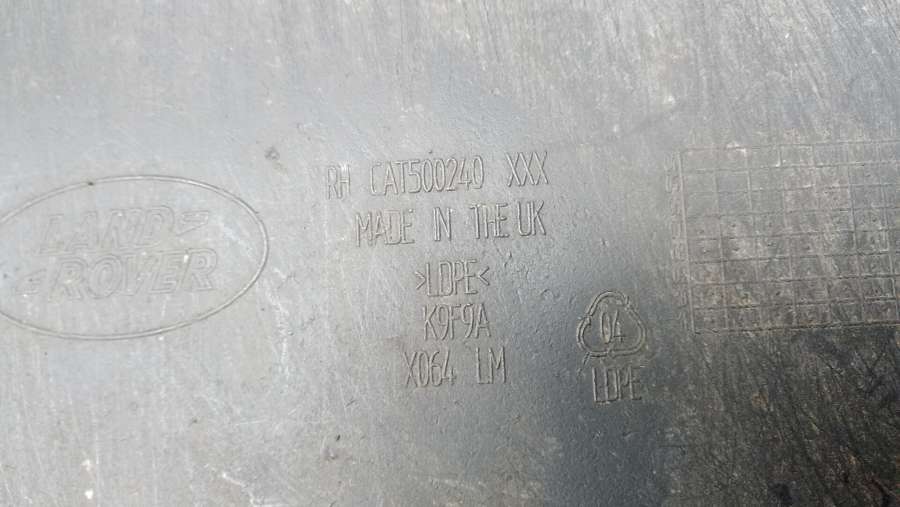 LAND
ROVER
RH CAT500240 XXX
MADE IN THE UK
>LDPE<
K9F9A
X064 LM
04
LDPE